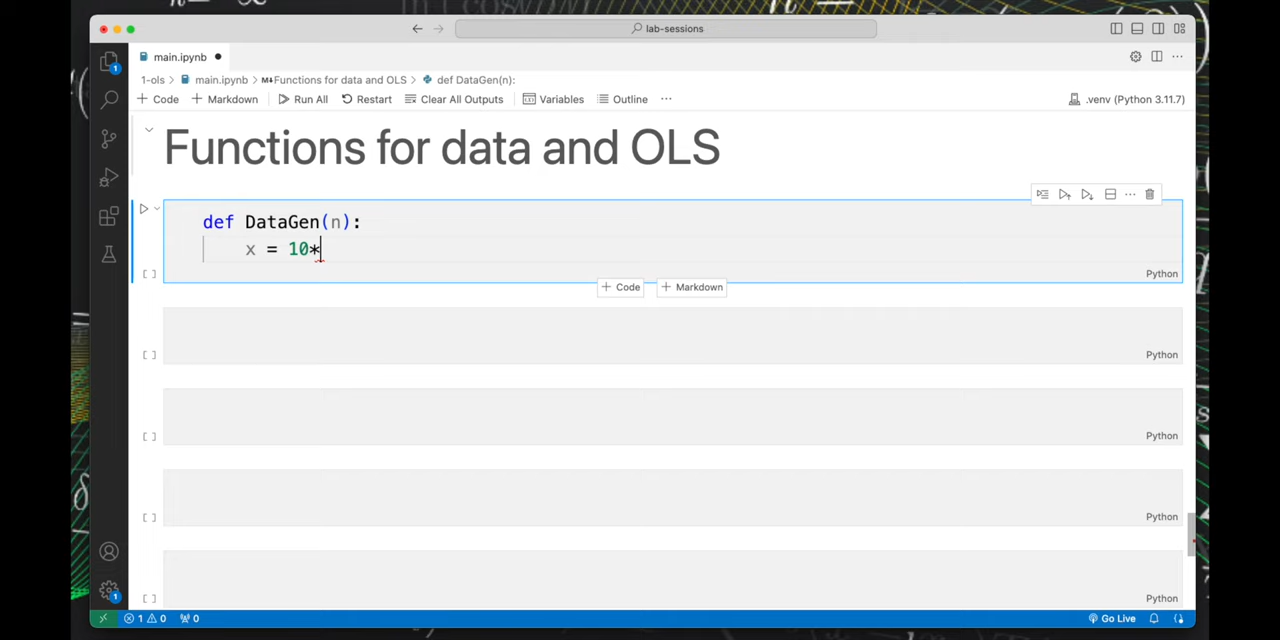 lab-sessions
main.ipynb
1-ols > main.ipynb > M↓Functions for data and OLS > def DataGen(n):
+ Code + Markdown Run All Restart Clear All Outputs Variables Outline ... .venv (Python 3.11.7)
Functions for data and OLS
def DataGen(n):
x = 10*
[ ] Python
+ Code + Markdown
[ ] Python
[ ] Python
[ ] Python
[ ] Python
1
1
1 0 0 Go Live